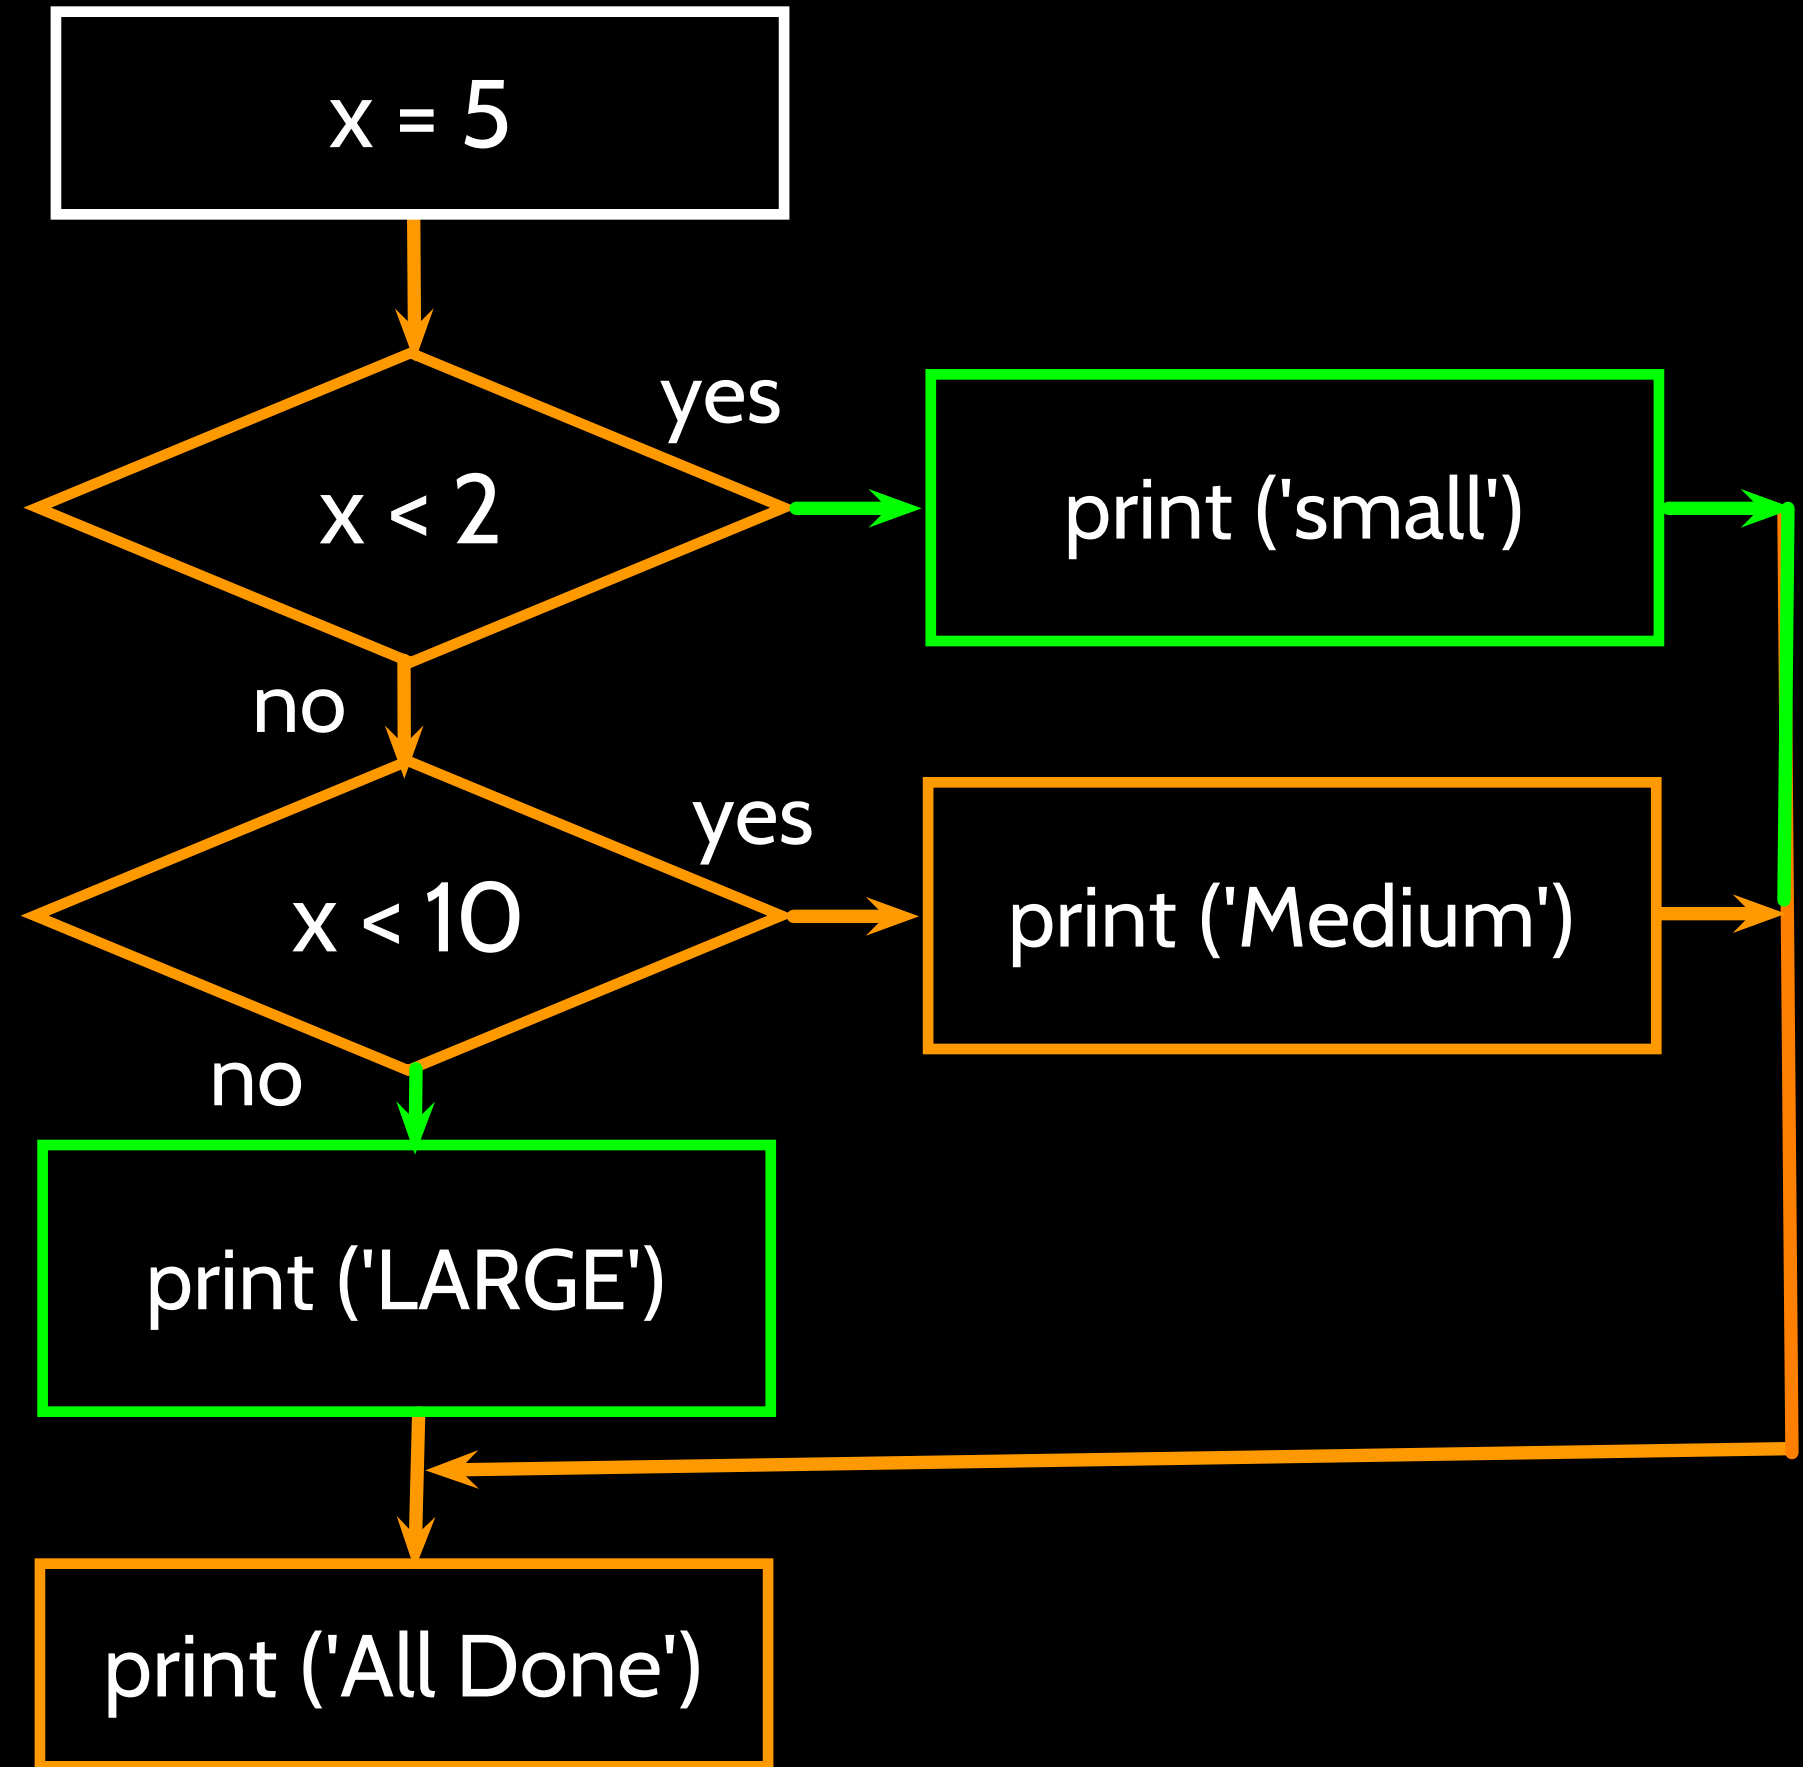 x = 5
yes
x < 2
print ('small')
no
yes
x < 10
print ('Medium')
no
print ('LARGE')
print ('All Done')